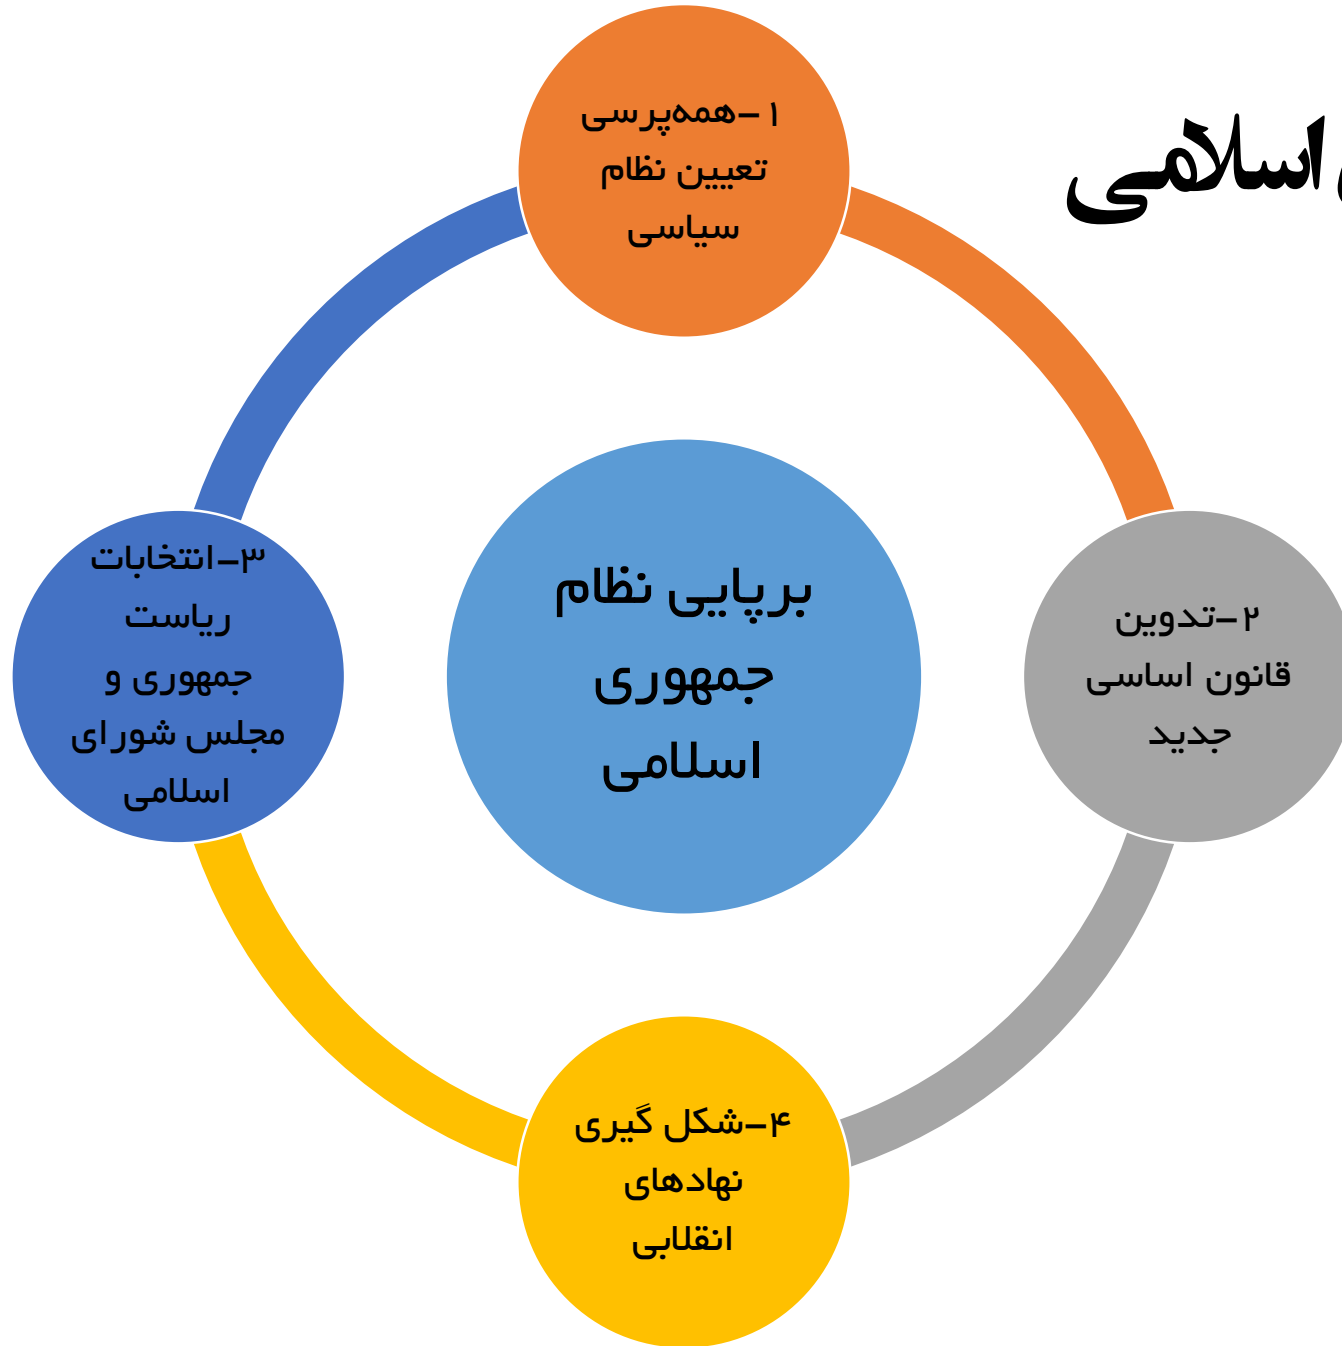 اسلامی
۱-همه‌پرسی
تعیین نظام
سیاسی
۲-تدوین
قانون اساسی
جدید
۳-انتخابات
ریاست
جمهوری و
مجلس شورای
اسلامی
۴-شکل گیری
نهادهای
انقلابی
برپایی نظام
جمهوری
اسلامی